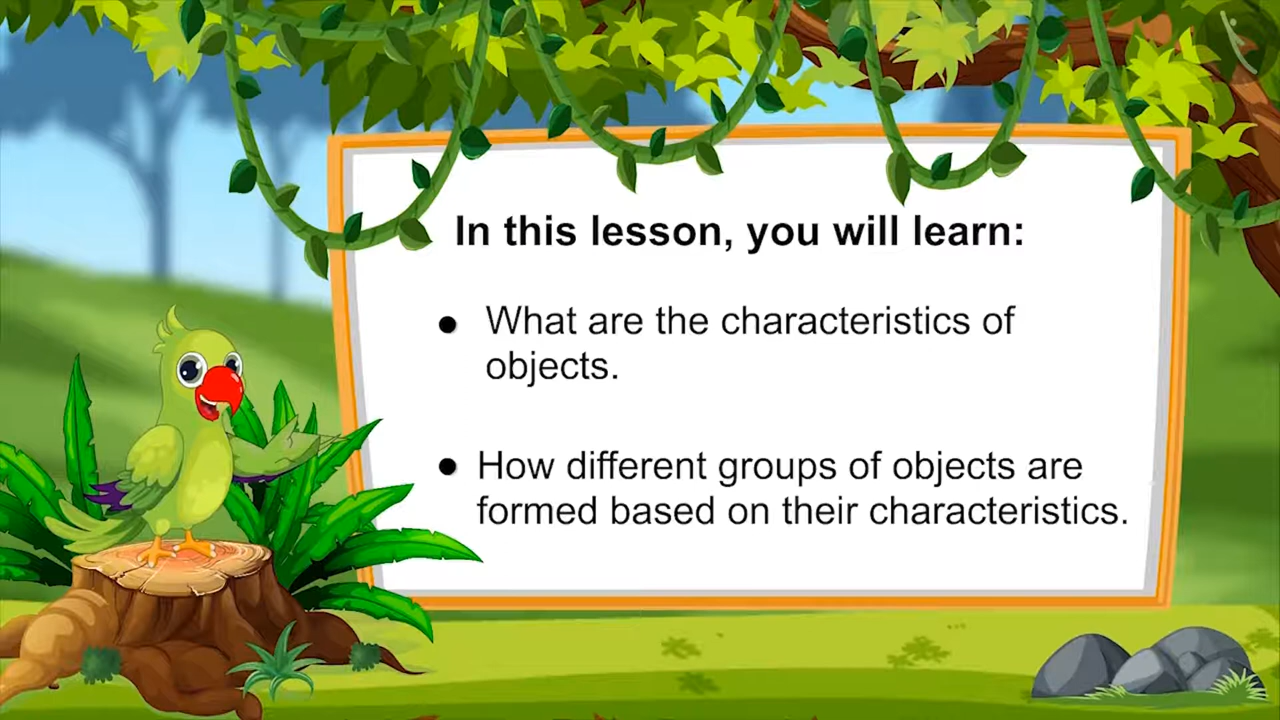 In this lesson, you will learn:
● What are the characteristics of
objects.
● How different groups of objects are
formed based on their characteristics.